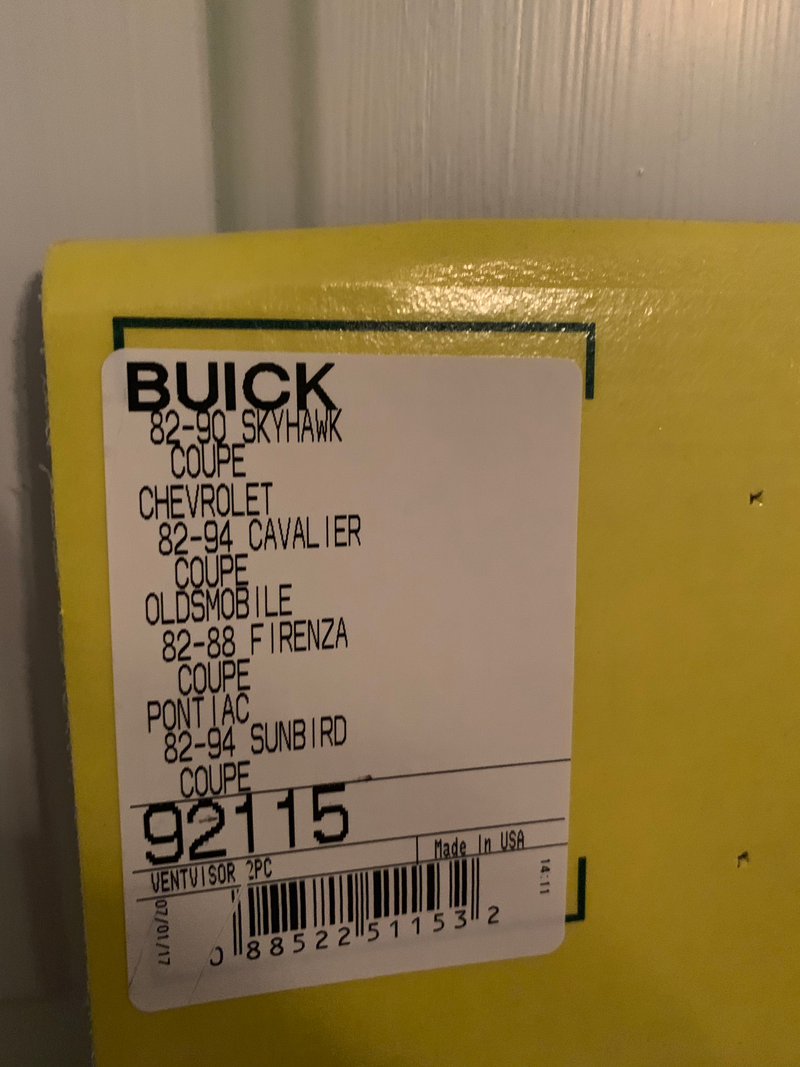 BUICK
82-90 SKYHAWK
COUPE
CHEVROLET
82-94 CAVALIER
COUPE
OLDSMOBILE
82-88 FIRENZA
COUPE
PONTIAC
82-94 SUNBIRD
COUPE
92115
Made In USA
VENTVISOR 2PC
07/01/17
14:11
0 88522 51153 2